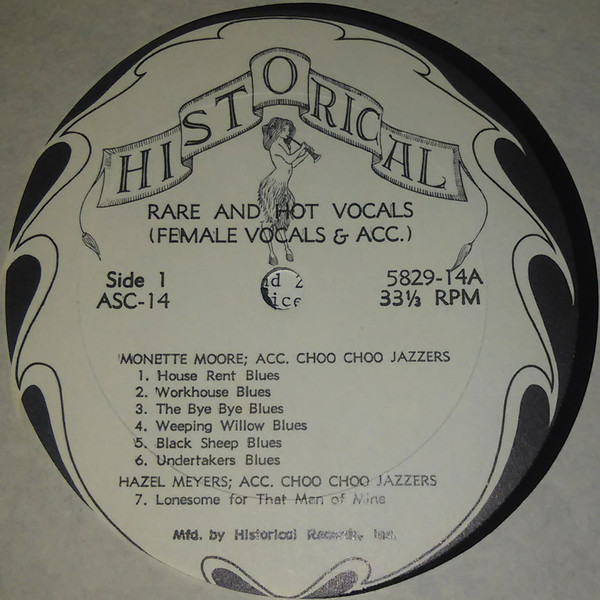 HISTORICAL
RARE AND HOT VOCALS
(FEMALE VOCALS & ACC.)
Side 1
5829-14A
ASC-14
33⅓ RPM
MONETTE MOORE; ACC. CHOO CHOO JAZZERS
1. House Rent Blues
2. Workhouse Blues
3. The Bye Bye Blues
4. Weeping Willow Blues
5. Black Sheep Blues
6. Undertakers Blues
HAZEL MEYERS; ACC. CHOO CHOO JAZZERS
7. Lonesome for That Man of Mine
Mfd. by Historical Records, Inc.